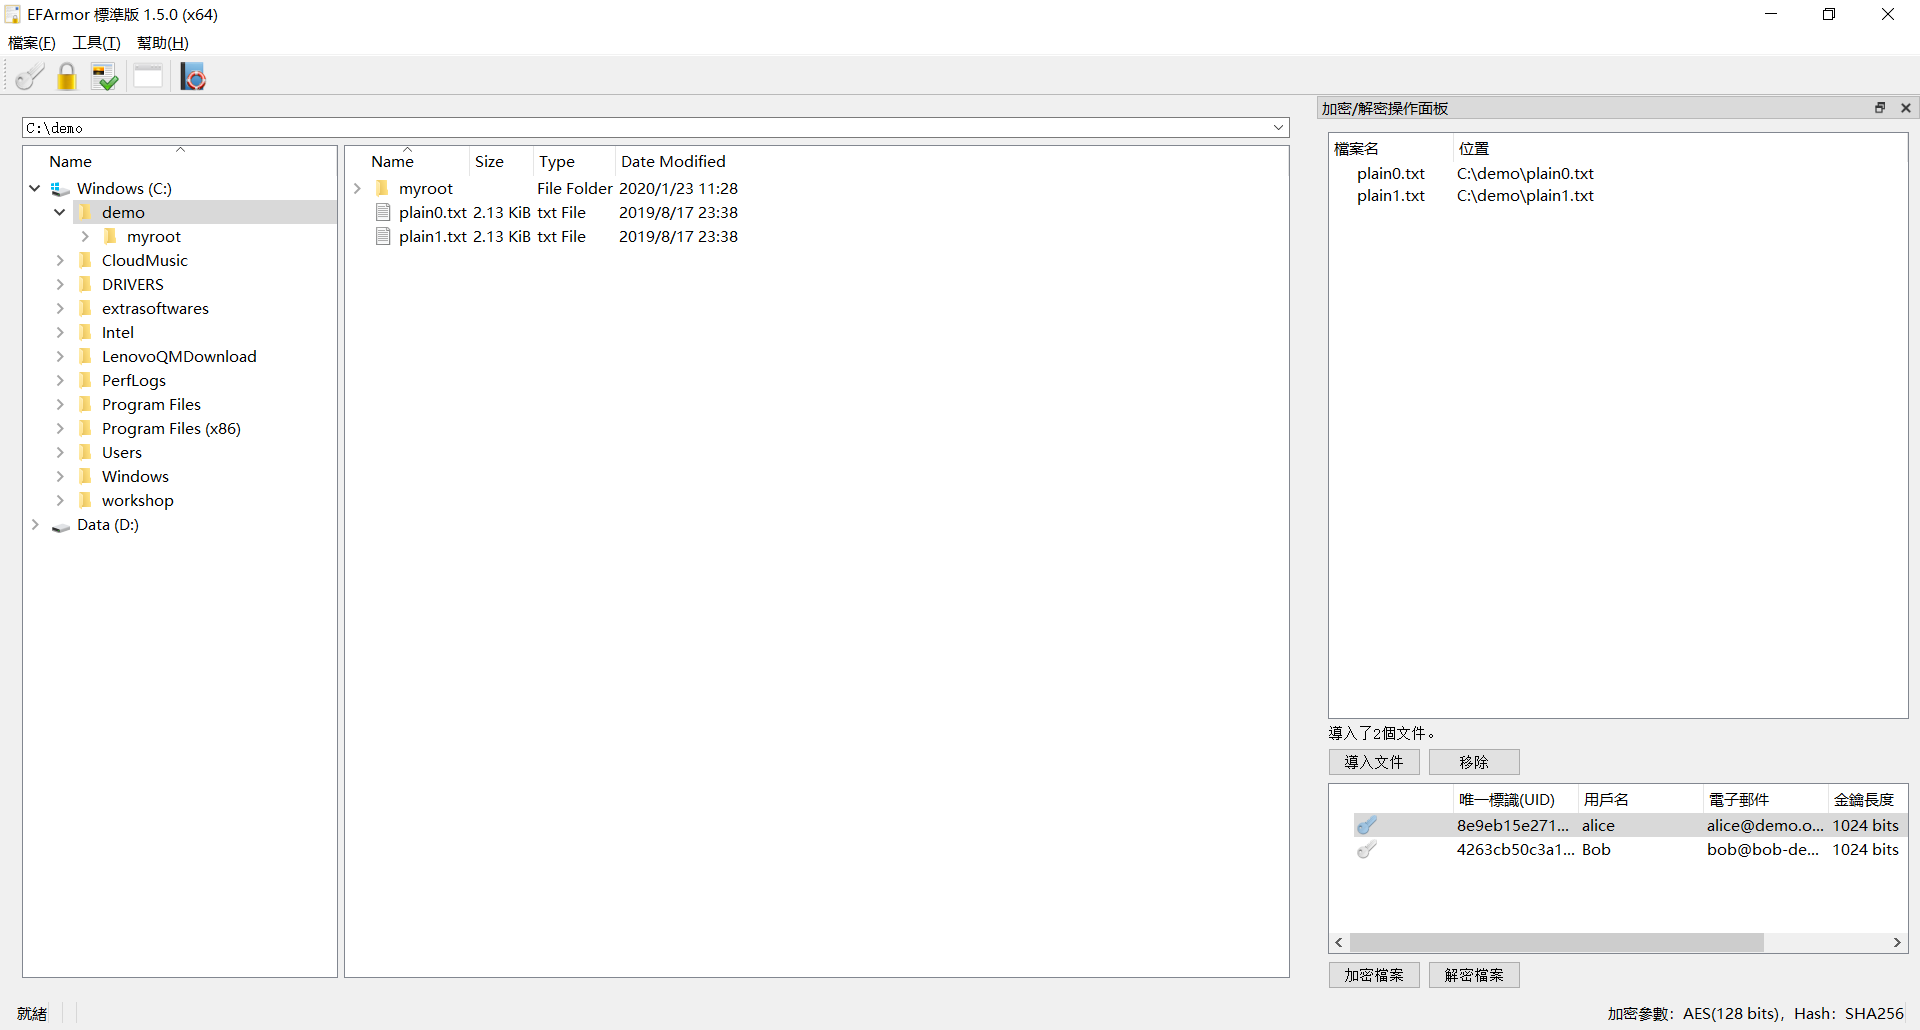 EFArmor 標準版 1.5.0 (x64)
檔案(F) 工具(T) 幫助(H)
C:\demo
Name
Windows (C:)
demo
myroot
CloudMusic
DRIVERS
extrasoftwares
Intel
LenovoQMDownload
PerfLogs
Program Files
Program Files (x86)
Users
Windows
workshop
Data (D:)
Name Size Type Date Modified
myroot File Folder 2020/1/23 11:28
plain0.txt 2.13 KiB txt File 2019/8/17 23:38
plain1.txt 2.13 KiB txt File 2019/8/17 23:38
加密/解密操作面板
檔案名 位置
plain0.txt C:\demo\plain0.txt
plain1.txt C:\demo\plain1.txt
導入了2個文件。
導入文件 移除
唯一標識(UID) 用戶名 電子郵件 金鑰長度
8e9eb15e271... alice alice@demo.o... 1024 bits
4263cb50c3a1... Bob bob@bob-de... 1024 bits
加密檔案 解密檔案
就緒
加密參數: AES(128 bits), Hash: SHA256